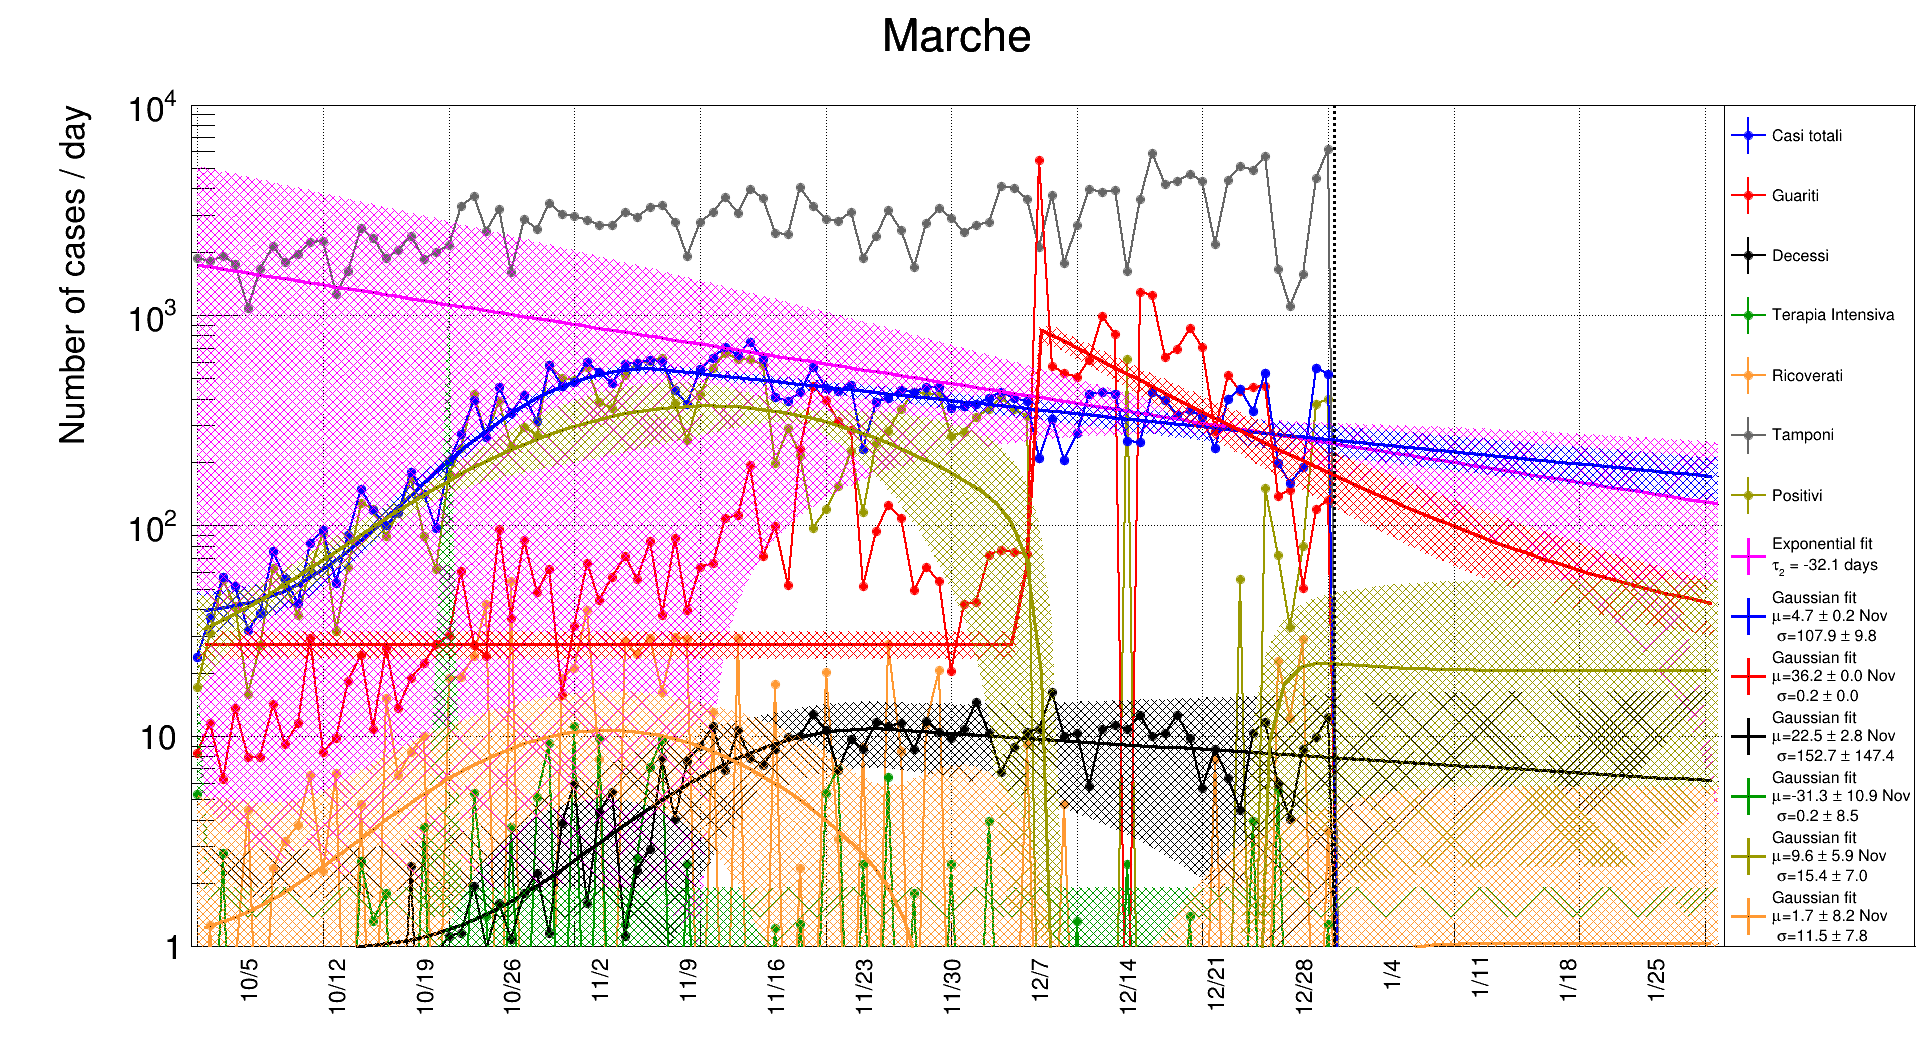 Marche
Number of cases / day
10^4
10^3
10^2
10
1
10/5
10/12
10/19
10/26
11/2
11/9
11/16
11/23
11/30
12/7
12/14
12/21
12/28
1/4
1/11
1/18
1/25
Casi totali
Guariti
Decessi
Terapia Intensiva
Ricoverati
Tamponi
Positivi
Exponential fit
τ₂ = -32.1 days
Gaussian fit
μ=4.7 ± 0.2 Nov
σ=107.9 ± 9.8
Gaussian fit
μ=36.2 ± 0.0 Nov
σ=0.2 ± 0.0
Gaussian fit
μ=22.5 ± 2.8 Nov
σ=152.7 ± 147.4
Gaussian fit
μ=-31.3 ± 10.9 Nov
σ=0.2 ± 8.5
Gaussian fit
μ=9.6 ± 5.9 Nov
σ=15.4 ± 7.0
Gaussian fit
μ=1.7 ± 8.2 Nov
σ=11.5 ± 7.8